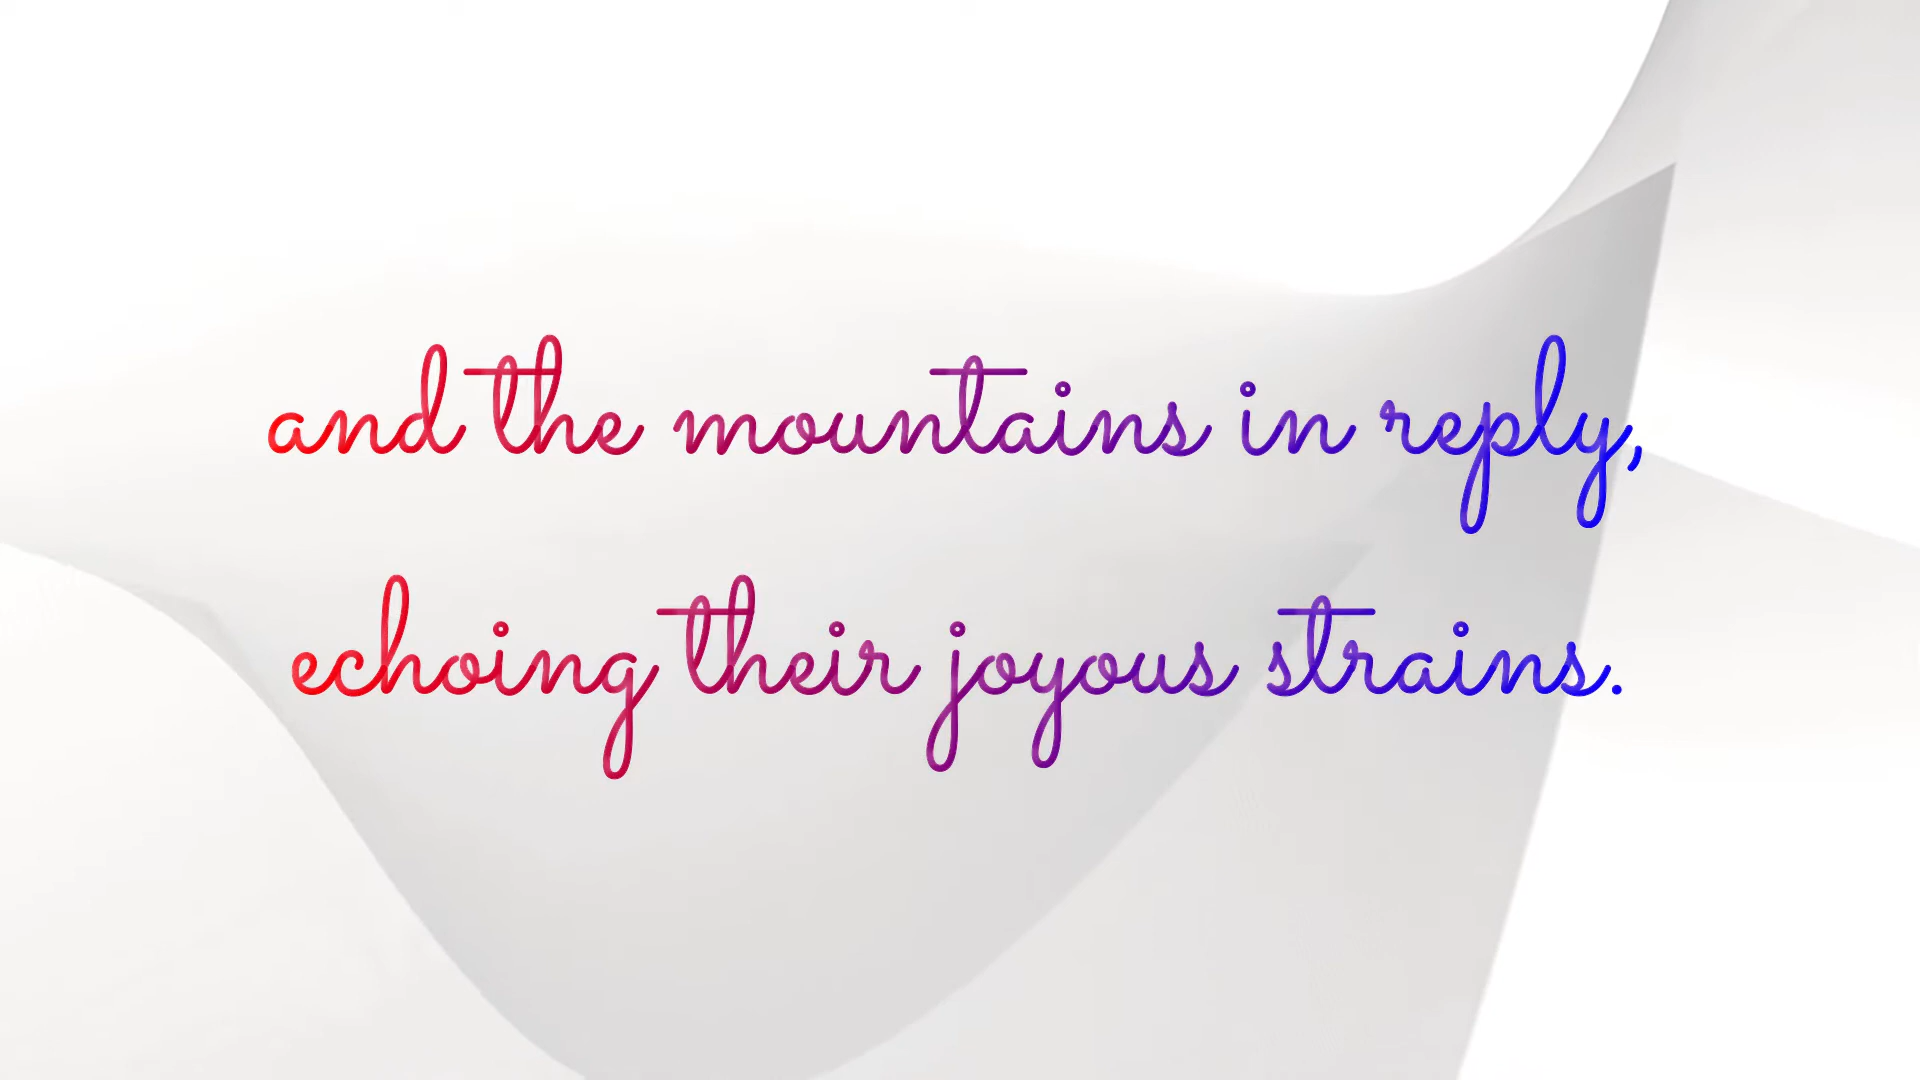 and the mountains in reply,
echoing their joyous strains.